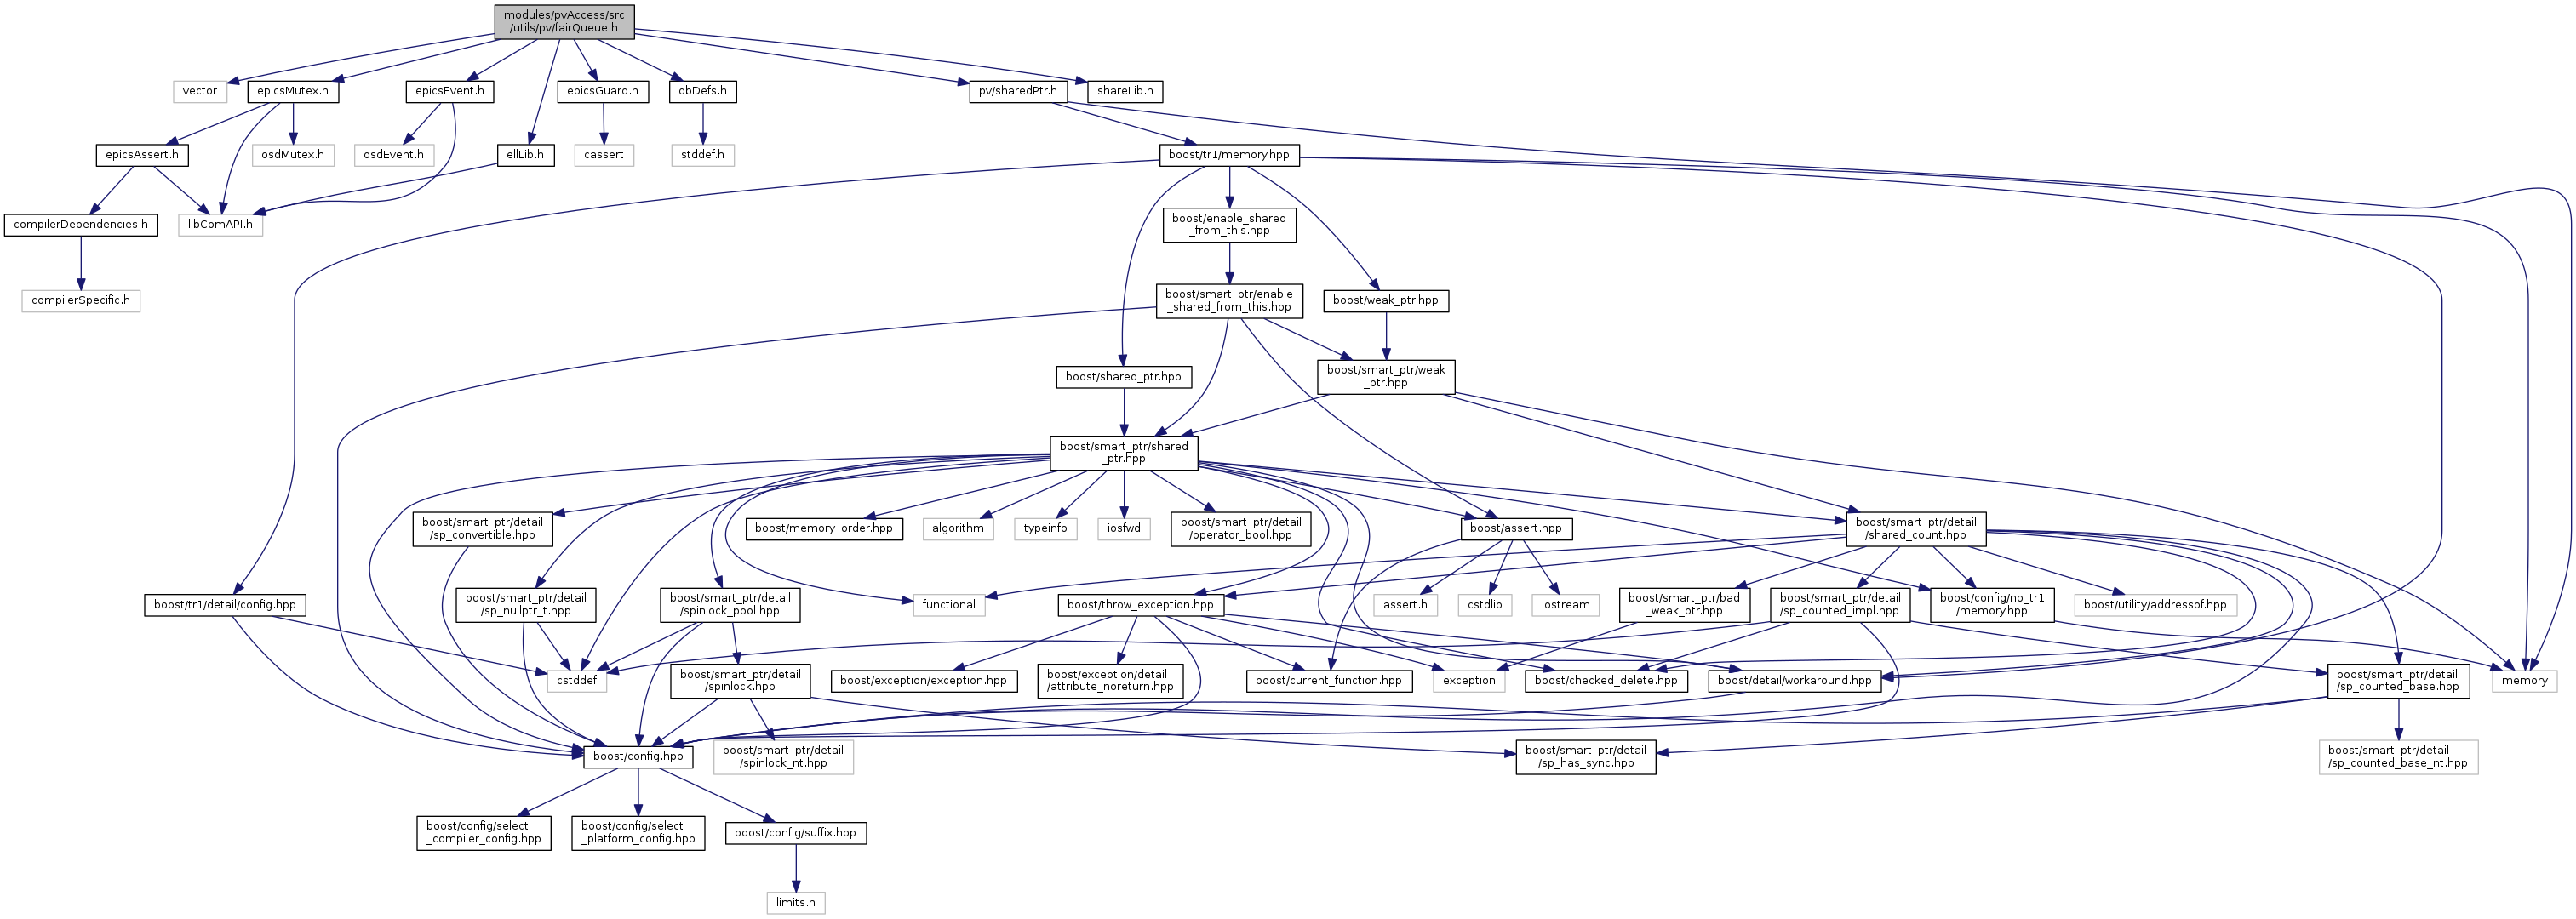 modules/pvAccess/src
/utils/pv/fairQueue.h
vector
epicsMutex.h
epicsEvent.h
epicsGuard.h
dbDefs.h
pv/sharedPtr.h
shareLib.h
epicsAssert.h
osdMutex.h
osdEvent.h
ellLib.h
cassert
stddef.h
boost/tr1/memory.hpp
compilerDependencies.h
libComAPI.h
boost/enable_shared
_from_this.hpp
compilerSpecific.h
boost/smart_ptr/enable
_shared_from_this.hpp
boost/weak_ptr.hpp
boost/shared_ptr.hpp
boost/smart_ptr/weak
_ptr.hpp
boost/smart_ptr/shared
_ptr.hpp
boost/smart_ptr/detail
/sp_convertible.hpp
boost/memory_order.hpp
algorithm
typeinfo
iosfwd
boost/smart_ptr/detail
/operator_bool.hpp
boost/assert.hpp
boost/smart_ptr/detail
/shared_count.hpp
boost/tr1/detail/config.hpp
boost/smart_ptr/detail
/sp_nullptr_t.hpp
boost/smart_ptr/detail
/spinlock_pool.hpp
functional
boost/throw_exception.hpp
assert.h
cstdlib
iostream
boost/smart_ptr/bad
_weak_ptr.hpp
boost/smart_ptr/detail
/sp_counted_impl.hpp
boost/config/no_tr1
/memory.hpp
boost/utility/addressof.hpp
cstddef
boost/smart_ptr/detail
/spinlock.hpp
boost/exception/exception.hpp
boost/exception/detail
/attribute_noreturn.hpp
boost/current_function.hpp
exception
boost/checked_delete.hpp
boost/detail/workaround.hpp
boost/smart_ptr/detail
/sp_counted_base.hpp
memory
boost/config.hpp
boost/smart_ptr/detail
/spinlock_nt.hpp
boost/smart_ptr/detail
/sp_has_sync.hpp
boost/smart_ptr/detail
/sp_counted_base_nt.hpp
boost/config/select
_compiler_config.hpp
boost/config/select
_platform_config.hpp
boost/config/suffix.hpp
limits.h